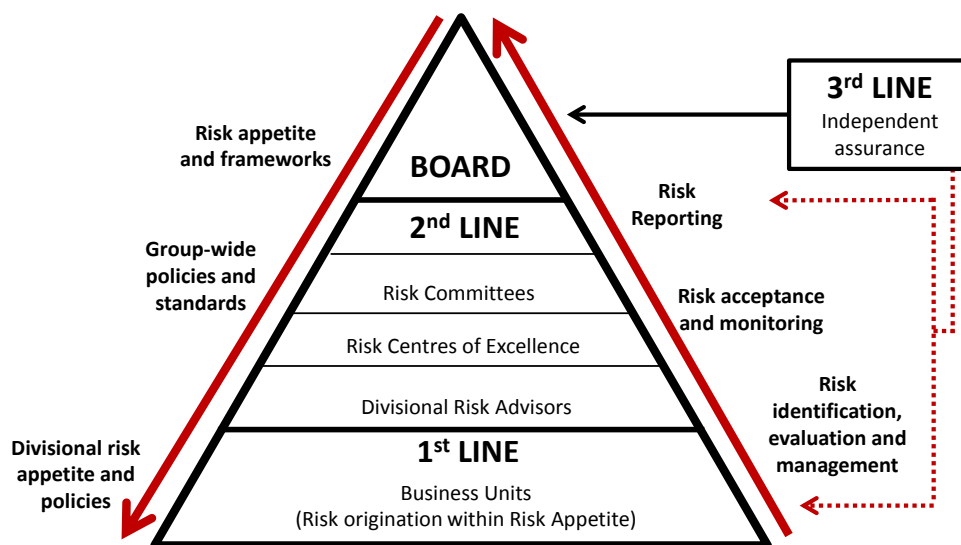 Risk appetite
and frameworks
Group-wide
policies and
standards
Divisional risk
appetite and
policies
BOARD
2nd LINE
Risk Committees
Risk Centres of Excellence
Divisional Risk Advisors
1st LINE
Business Units
(Risk origination within Risk Appetite)
Risk
Reporting
Risk acceptance
and monitoring
Risk
identification,
evaluation and
management
3rd LINE
Independent
assurance